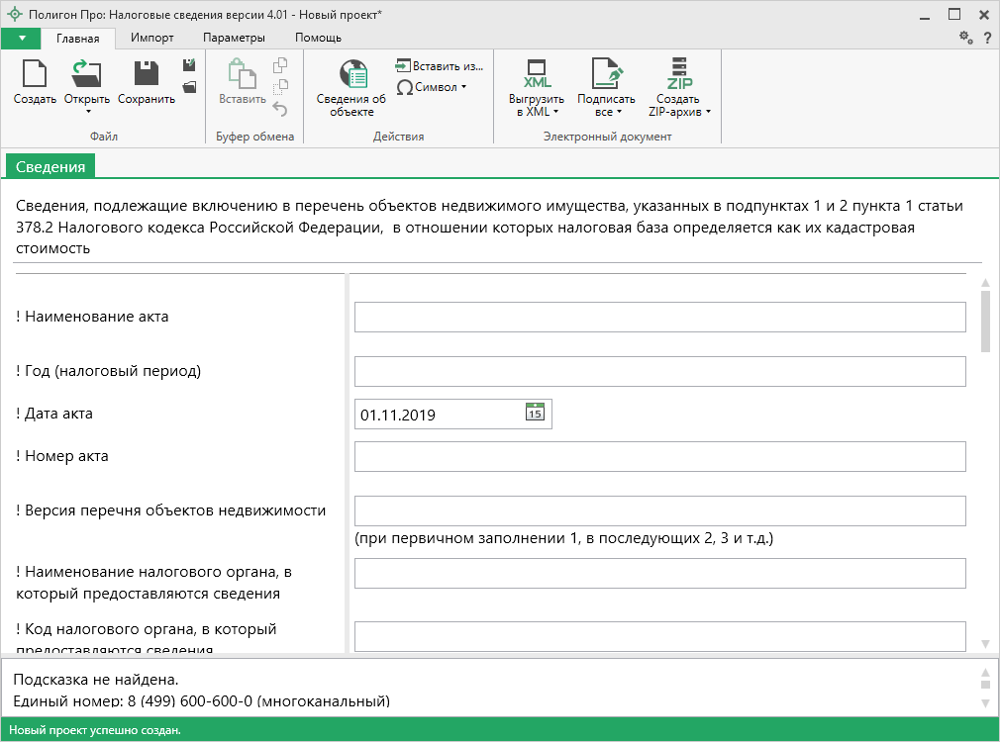 Полигон Про: Налоговые сведения версии 4.01 - Новый проект*
Главная Импорт Параметры Помощь
?
Создать Открыть Сохранить
Файл
Вставить
Буфер обмена
Сведения об
объекте
Вставить из...
Символ
Действия
XML
Выгрузить
в XML
Подписать
все
ZIP
Создать
ZIP-архив
Электронный документ
Сведения
Сведения, подлежащие включению в перечень объектов недвижимого имущества, указанных в подпунктах 1 и 2 пункта 1 статьи
378.2 Налогового кодекса Российской Федерации, в отношении которых налоговая база определяется как их кадастровая
стоимость
! Наименование акта
! Год (налоговый период)
! Дата акта
01.11.2019
15
! Номер акта
! Версия перечня объектов недвижимости
(при первичном заполнении 1, в последующих 2, 3 и т.д.)
! Наименование налогового органа, в
который предоставляются сведения
! Код налогового органа, в который
предоставляются сведения
Подсказка не найдена.
Единый номер: 8 (499) 600-600-0 (многоканальный)
Новый проект успешно создан.